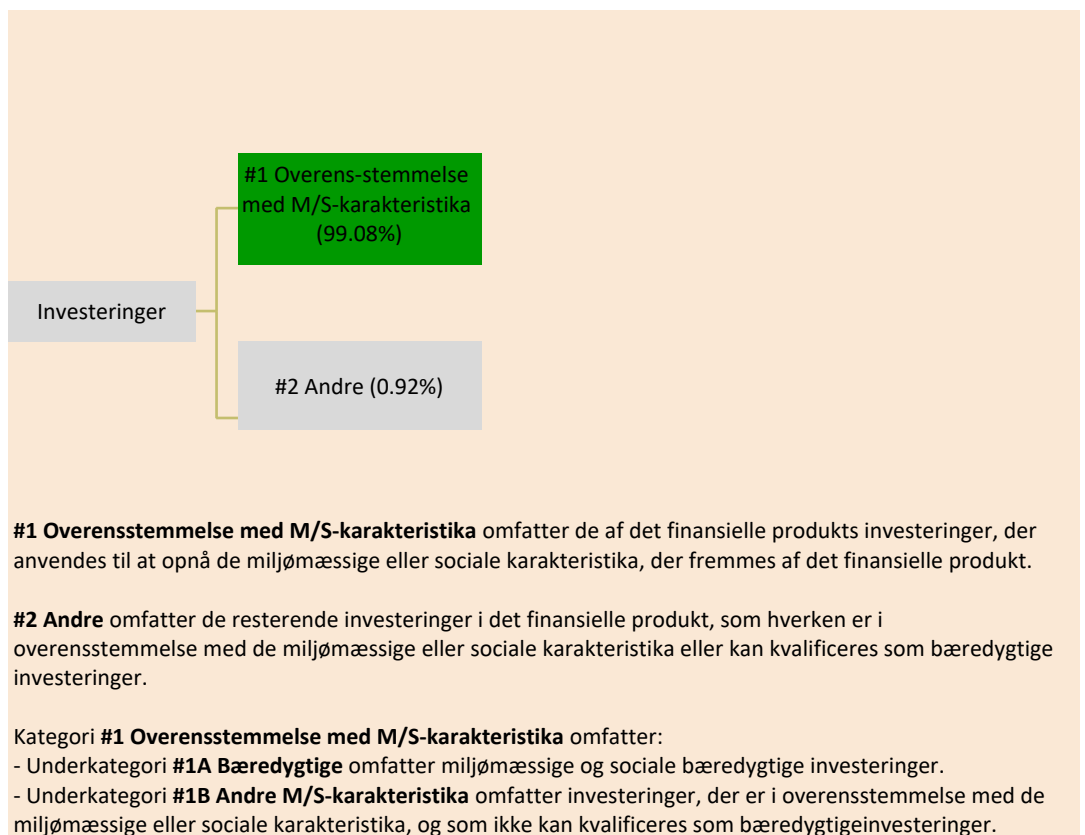 #1 Overens-stemmelse
med M/S-karakteristika
(99.08%)
Investeringer
#2 Andre (0.92%)
#1 Overensstemmelse med M/S-karakteristika omfatter de af det finansielle produkts investeringer, der
anvendes til at opnå de miljømæssige eller sociale karakteristika, der fremmes af det finansielle produkt.
#2 Andre omfatter de resterende investeringer i det finansielle produkt, som hverken er i
overensstemmelse med de miljømæssige eller sociale karakteristika eller kan kvalificeres som bæredygtige
investeringer.
Kategori #1 Overensstemmelse med M/S-karakteristika omfatter:
- Underkategori #1A Bæredygtige omfatter miljømæssige og sociale bæredygtige investeringer.
- Underkategori #1B Andre M/S-karakteristika omfatter investeringer, der er i overensstemmelse med de
miljømæssige eller sociale karakteristika, og som ikke kan kvalificeres som bæredygtigeinvesteringer.